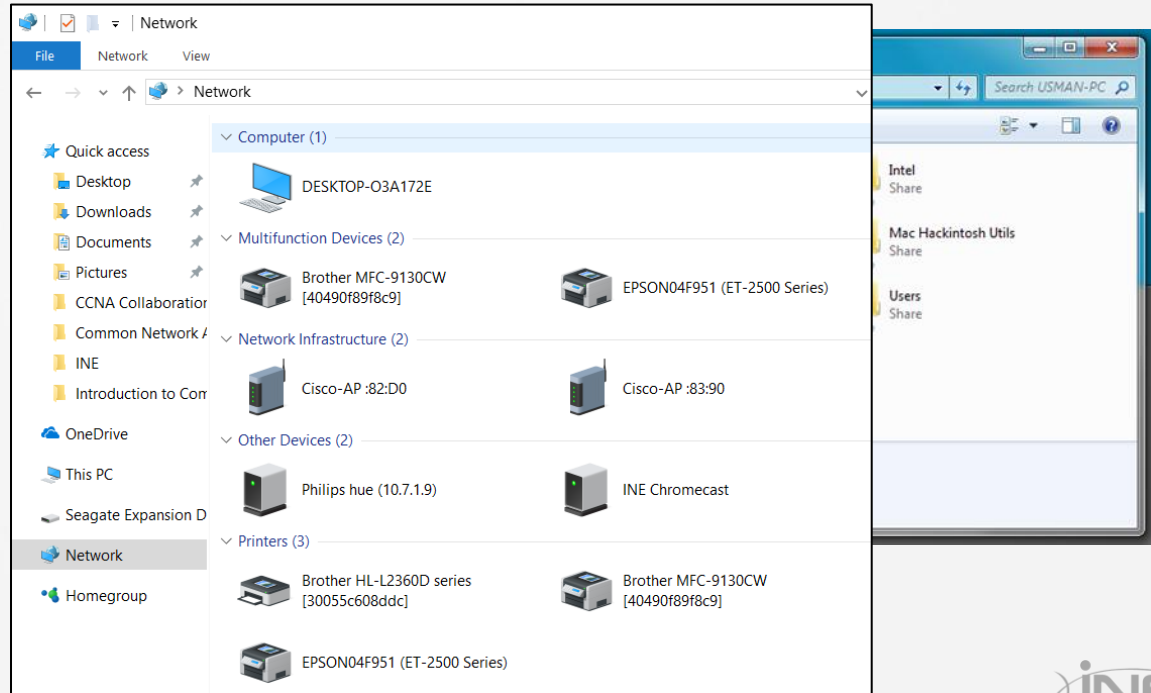 Network
File Network View
Network
Quick access
Desktop
Downloads
Documents
Pictures
CCNA Collaboration
Common Network A
INE
Introduction to Com
OneDrive
This PC
Seagate Expansion D
Network
Homegroup
Computer (1)
DESKTOP-O3A172E
Multifunction Devices (2)
Brother MFC-9130CW
[40490f89f8c9]
EPSON04F951 (ET-2500 Series)
Network Infrastructure (2)
Cisco-AP :82:D0
Cisco-AP :83:90
Other Devices (2)
Philips hue (10.7.1.9)
INE Chromecast
Printers (3)
Brother HL-L2360D series
[30055c608ddc]
Brother MFC-9130CW
[40490f89f8c9]
EPSON04F951 (ET-2500 Series)
Search USMAN-PC
Intel
Share
Mac Hackintosh Utils
Share
Users
Share